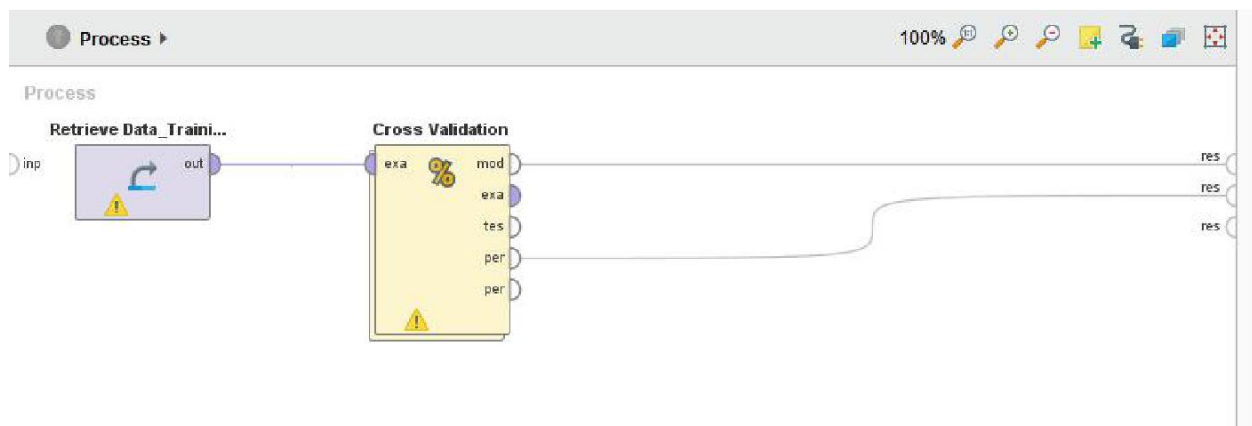 Process
100%
Process
Retrieve Data_Traini...
Cross Validation
inp
out
exa
mod
res
%
exa
res
tes
res
per
per